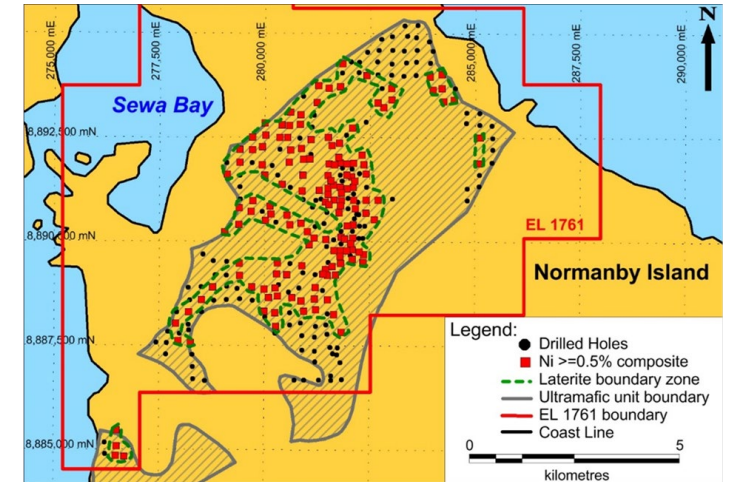 275,000 mE
277,500 mE
280,000 mE
285,000 mE
287,500 mE
290,000 mE
N
Sewa Bay
8,892,500 mN
8,890,000 mN
EL 1761
Normanby Island
8,887,500 mN
8,885,000 mN
Legend:
Drilled Holes
Ni >=0.5% composite
Laterite boundary zone
Ultramafic unit boundary
EL 1761 boundary
Coast Line
0 5
kilometres